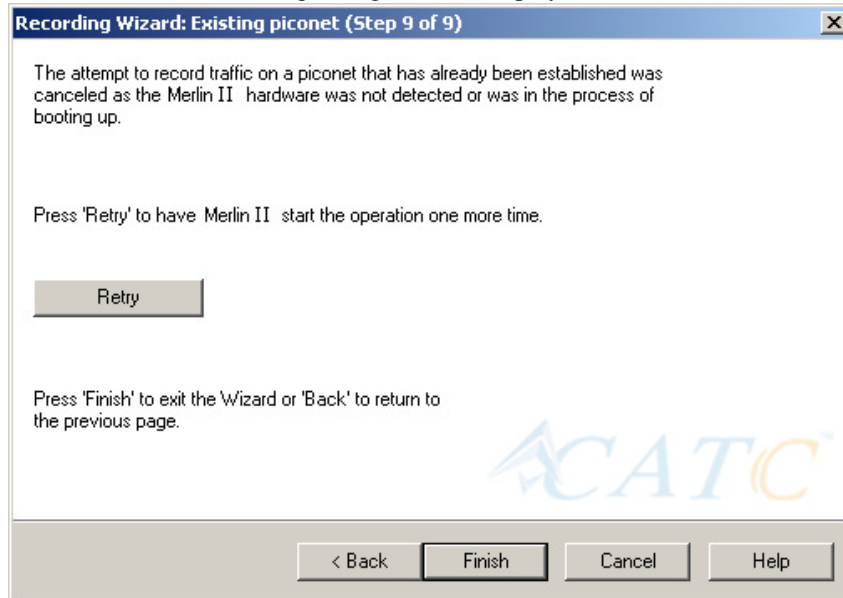 Recording Wizard: Existing piconet (Step 9 of 9)
The attempt to record traffic on a piconet that has already been established was
canceled as the Merlin II hardware was not detected or was in the process of
booting up.
Press 'Retry' to have Merlin II start the operation one more time.
Retry
Press 'Finish' to exit the Wizard or 'Back' to return to
the previous page.
CATC
< Back
Finish
Cancel
Help